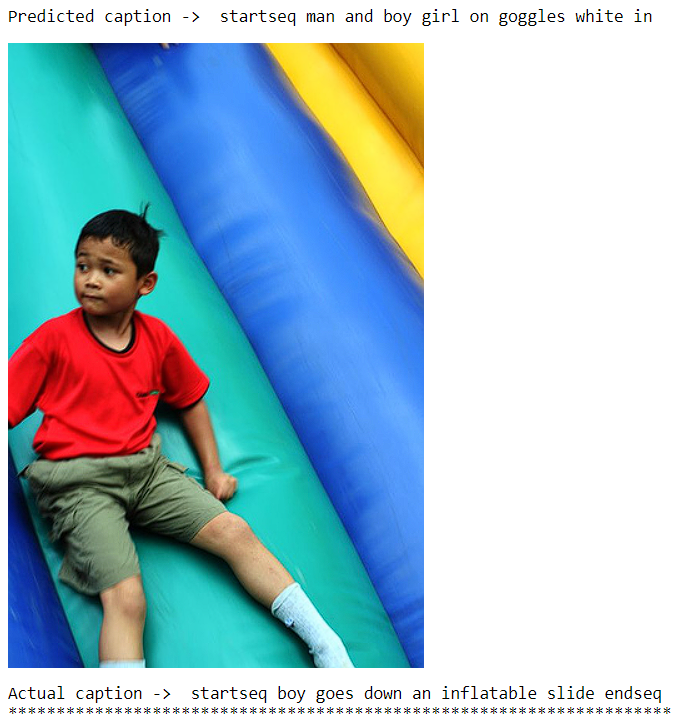 Predicted caption ->  startseq man and boy girl on goggles white in
Actual caption ->  startseq boy goes down an inflatable slide endseq
********************************************************************